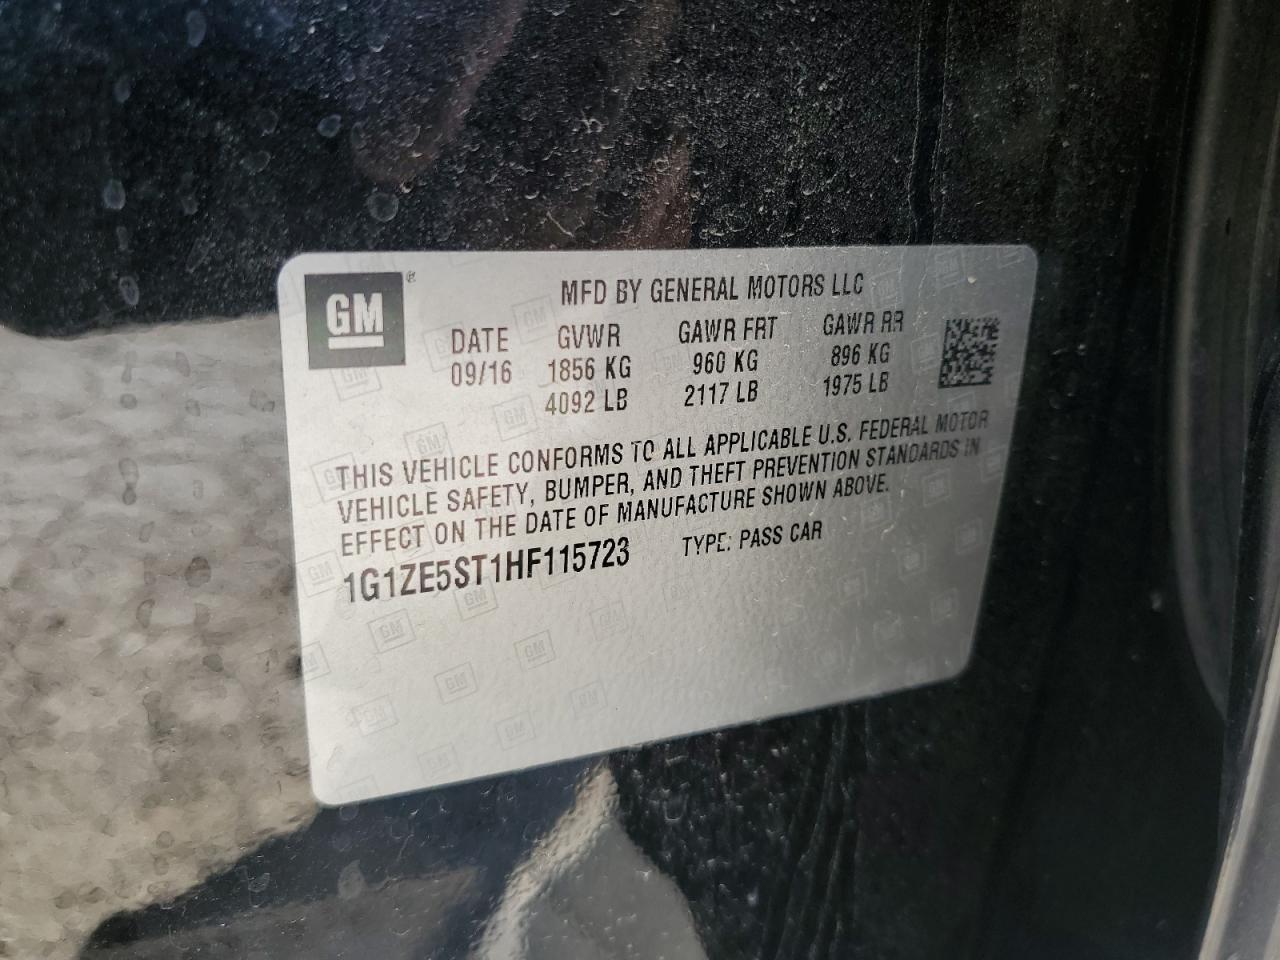 GM ®
MFD BY GENERAL MOTORS LLC
DATE GVWR GAWR FRT GAWR RR
09/16 1856 KG 960 KG 896 KG
4092 LB 2117 LB 1975 LB
THIS VEHICLE CONFORMS TO ALL APPLICABLE U.S. FEDERAL MOTOR
VEHICLE SAFETY, BUMPER, AND THEFT PREVENTION STANDARDS IN
EFFECT ON THE DATE OF MANUFACTURE SHOWN ABOVE.
1G1ZE5ST1HF115723 TYPE: PASS CAR